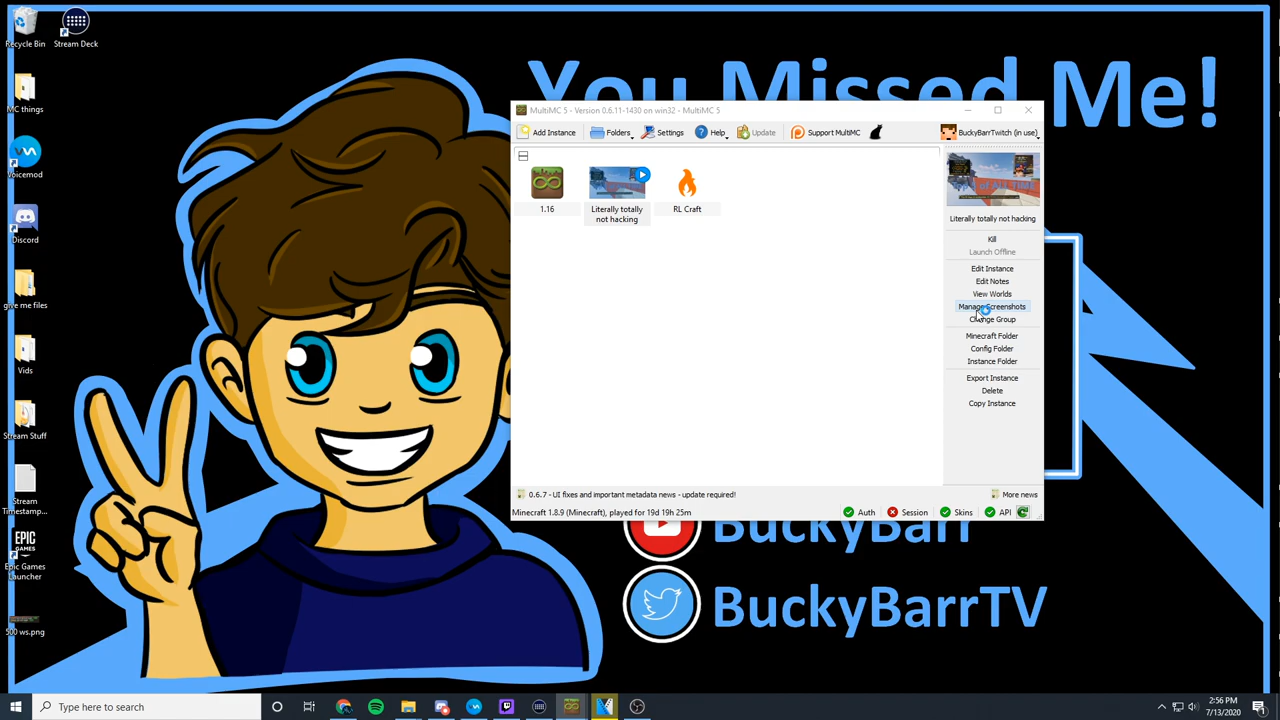 Recycle Bin
Stream Deck
MC things
Voicemod
Discord
give me files
Vids
Stream Stuff
Stream Timestamp...
EPIC GAMES
Epic Games Launcher
500 ws.png
You Missed Me!
MultiMC 5 - Version 0.6.11-1430 on win32 - MultiMC 5
Add Instance
Folders
Settings
Help
Update
Support MultiMC
BuckyBarrTwitch (in use)
1.16
Literally totally not hacking
RL Craft
Literally totally not hacking
Kill
Launch Offline
Edit Instance
Edit Notes
View Worlds
Manage Screenshots
Change Group
Minecraft Folder
Config Folder
Instance Folder
Export Instance
Delete
Copy Instance
0.6.7 - UI fixes and important metadata news - update required!
More news
Minecraft 1.8.9 (Minecraft), played for 19d 19h 25m
Auth
Session
Skins
API
BuckyBarr
BuckyBarrTV
Type here to search
2:56 PM
7/13/2020